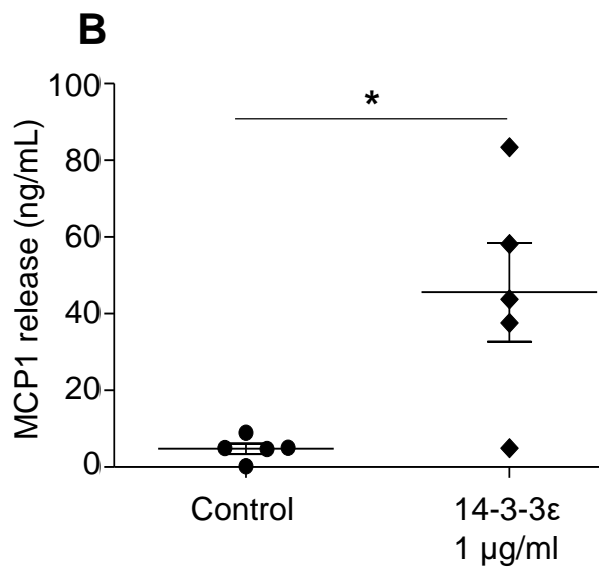 B
100
80
60
40
20
0
MCP1 release (ng/mL)
*
Control
14-3-3ε
1 µg/ml